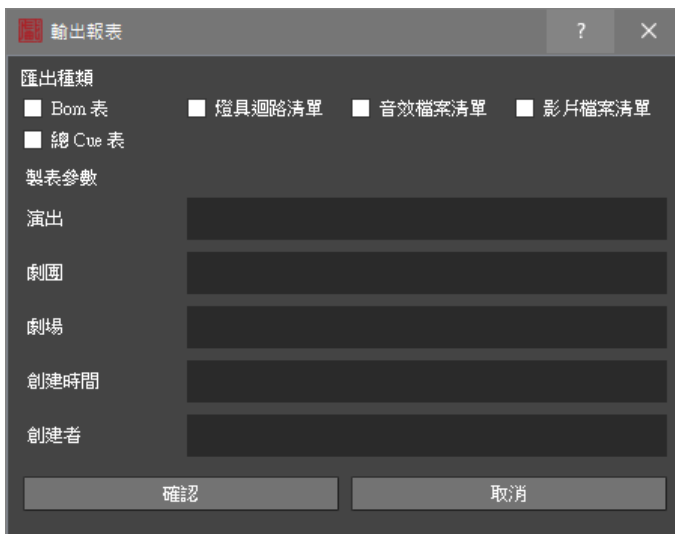 輸出報表 ?
匯出種類
Bom 表 燈具迴路清單 音效檔案清單 影片檔案清單
總 Cue 表
製表參數
演出
劇團
劇場
創建時間
創建者
確認 取消